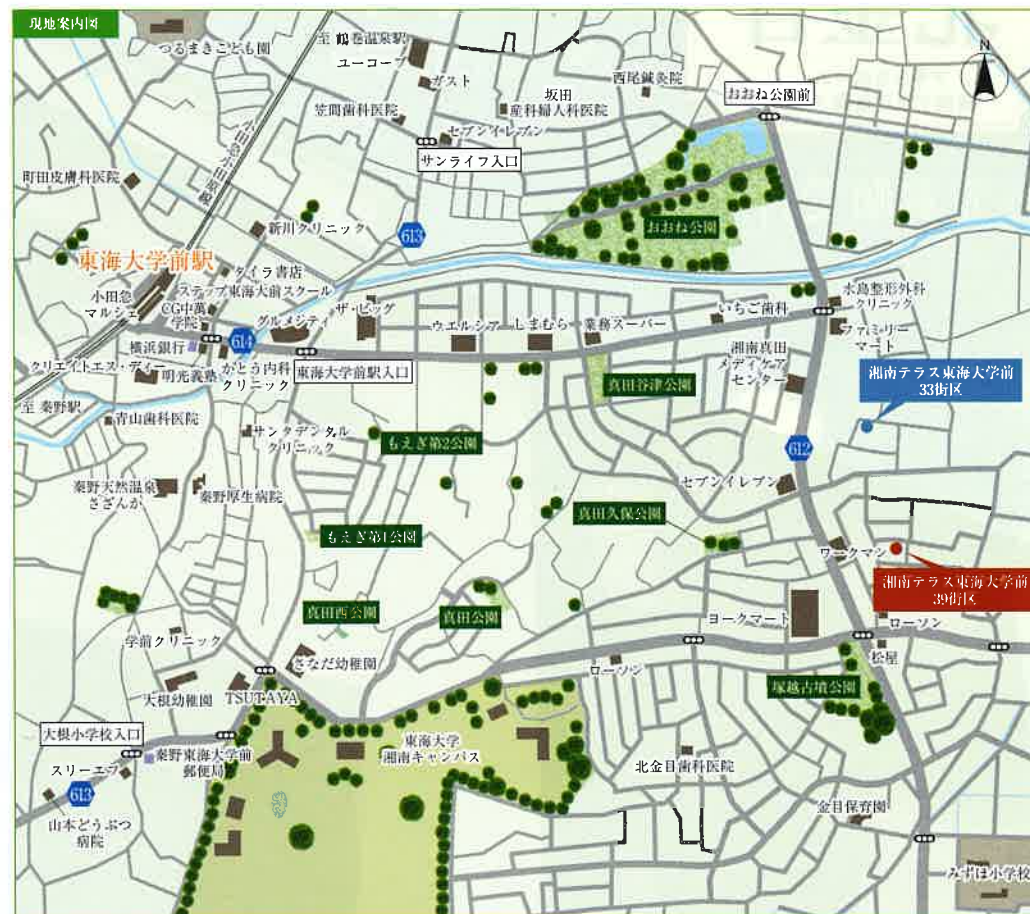 現地案内図
つるまきこども園
至 鶴巻温泉駅
ユーコープ
ガスト
笠間歯科医院
坂田
産科婦人科医院
西尾鍼灸院
おおね公園前
N
セブンイレブン
サンライフ入口
小田急小田原線
町田皮膚科医院
新川クリニック
613
おおね公園
東海大学前駅
タイラ書店
ステップ東海大前スクール
小田急
マルシェ
CG中萬
学院
グルメシティ
ザ・ビッグ
ウエルシア
しまむら
業務スーパー
いちご歯科
水島整形外科
クリニック
ファミリー
マート
横浜銀行
614
クリエイトエス・ディー
明光義塾
かとう内科
クリニック
東海大学前駅入口
湘南真田
メディケア
センター
真田谷津公園
湘南テラス東海大学前
33街区
至 秦野駅
青山歯科医院
サンタデンタル
クリニック
もえぎ第2公園
612
秦野天然温泉
さざんか
秦野厚生病院
セブンイレブン
真田久保公園
もえぎ第1公園
ワークマン
湘南テラス東海大学前
39街区
真田西公園
真田公園
ヨークマート
ローソン
学前クリニック
さなだ幼稚園
ローソン
松屋
大根幼稚園
TSUTAYA
塚越古墳公園
大根小学校入口
秦野東海大学前
郵便局
東海大学
湘南キャンパス
スリーエフ
北金目歯科医院
613
山本どうぶつ
病院
金目保育園
みずほ小学校